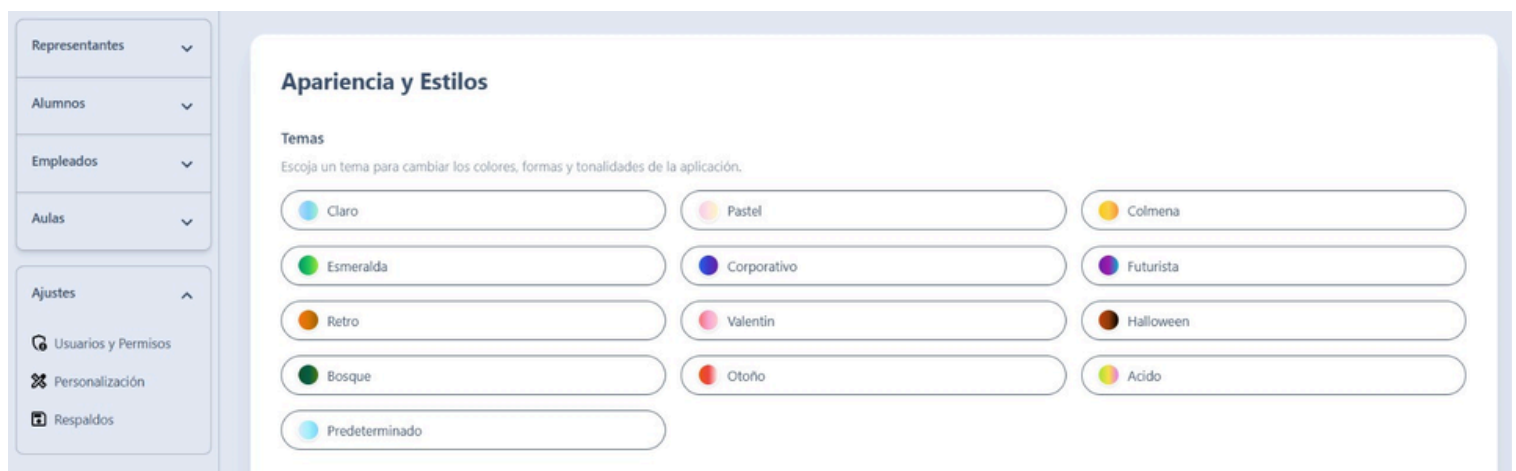 Representantes
Alumnos
Empleados
Aulas
Ajustes
Usuarios y Permisos
Personalización
Respaldos
Apariencia y Estilos
Temas
Escoja un tema para cambiar los colores, formas y tonalidades de la aplicación.
Claro
Pastel
Colmena
Esmeralda
Corporativo
Futurista
Retro
Valentin
Halloween
Bosque
Otoño
Acido
Predeterminado